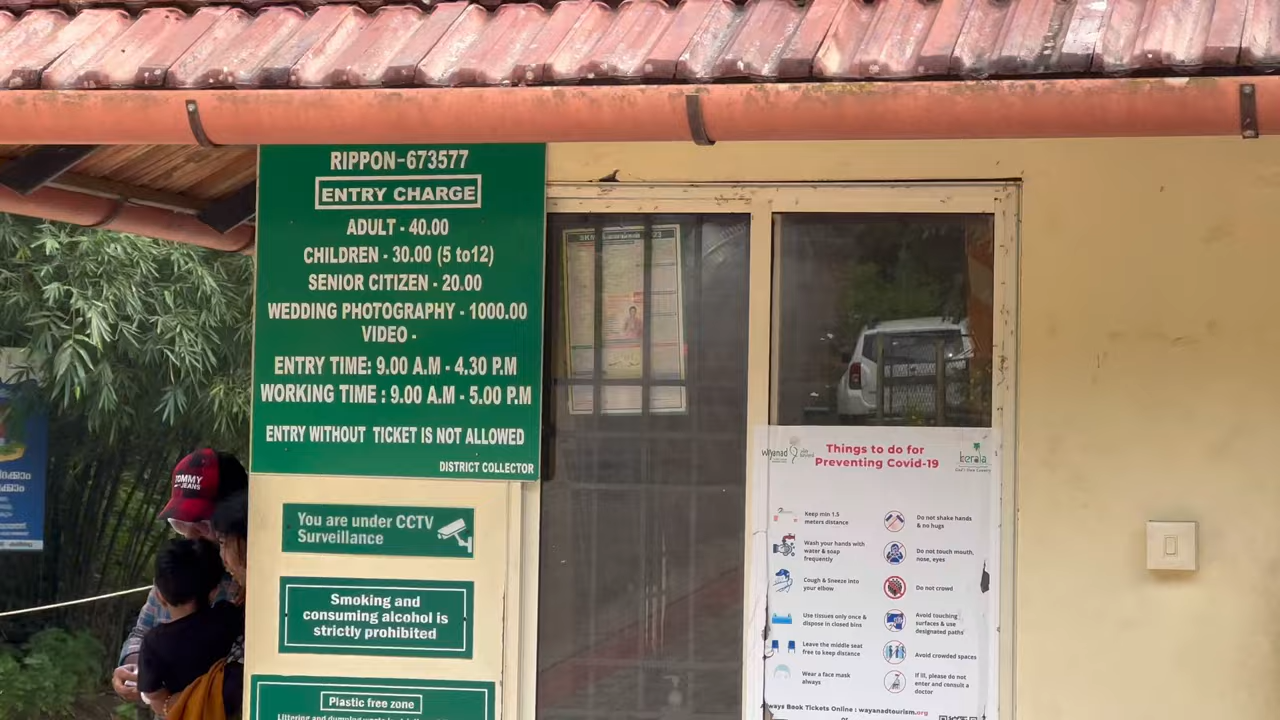 RIPPON-673577
ENTRY CHARGE
ADULT - 40.00
CHILDREN - 30.00 (5 to12)
SENIOR CITIZEN - 20.00
WEDDING PHOTOGRAPHY - 1000.00
VIDEO -
ENTRY TIME: 9.00 A.M - 4.30 P.M
WORKING TIME : 9.00 A.M - 5.00 P.M
ENTRY WITHOUT TICKET IS NOT ALLOWED
DISTRICT COLLECTOR
You are under CCTV
Surveillance
Smoking and
consuming alcohol is
strictly prohibited
Plastic free zone
TOMMY
JEANS
wayanad
kerala
Things to do for
Preventing Covid-19
Keep min 1.5
meters distance
Wash your hands with
water & soap
frequently
Cough & Sneeze into
your elbow
Use tissues only once &
dispose in closed bins
Leave the middle seat
free to keep distance
Wear a face mask
always
Do not shake hands
& no hugs
Do not touch mouth,
nose, eyes
Do not crowd
Avoid touching
surfaces & use
designated paths
Avoid crowded spaces
If ill, please do not
enter and consult a
doctor
Always Book Tickets Online : wayanadtourism.org
or